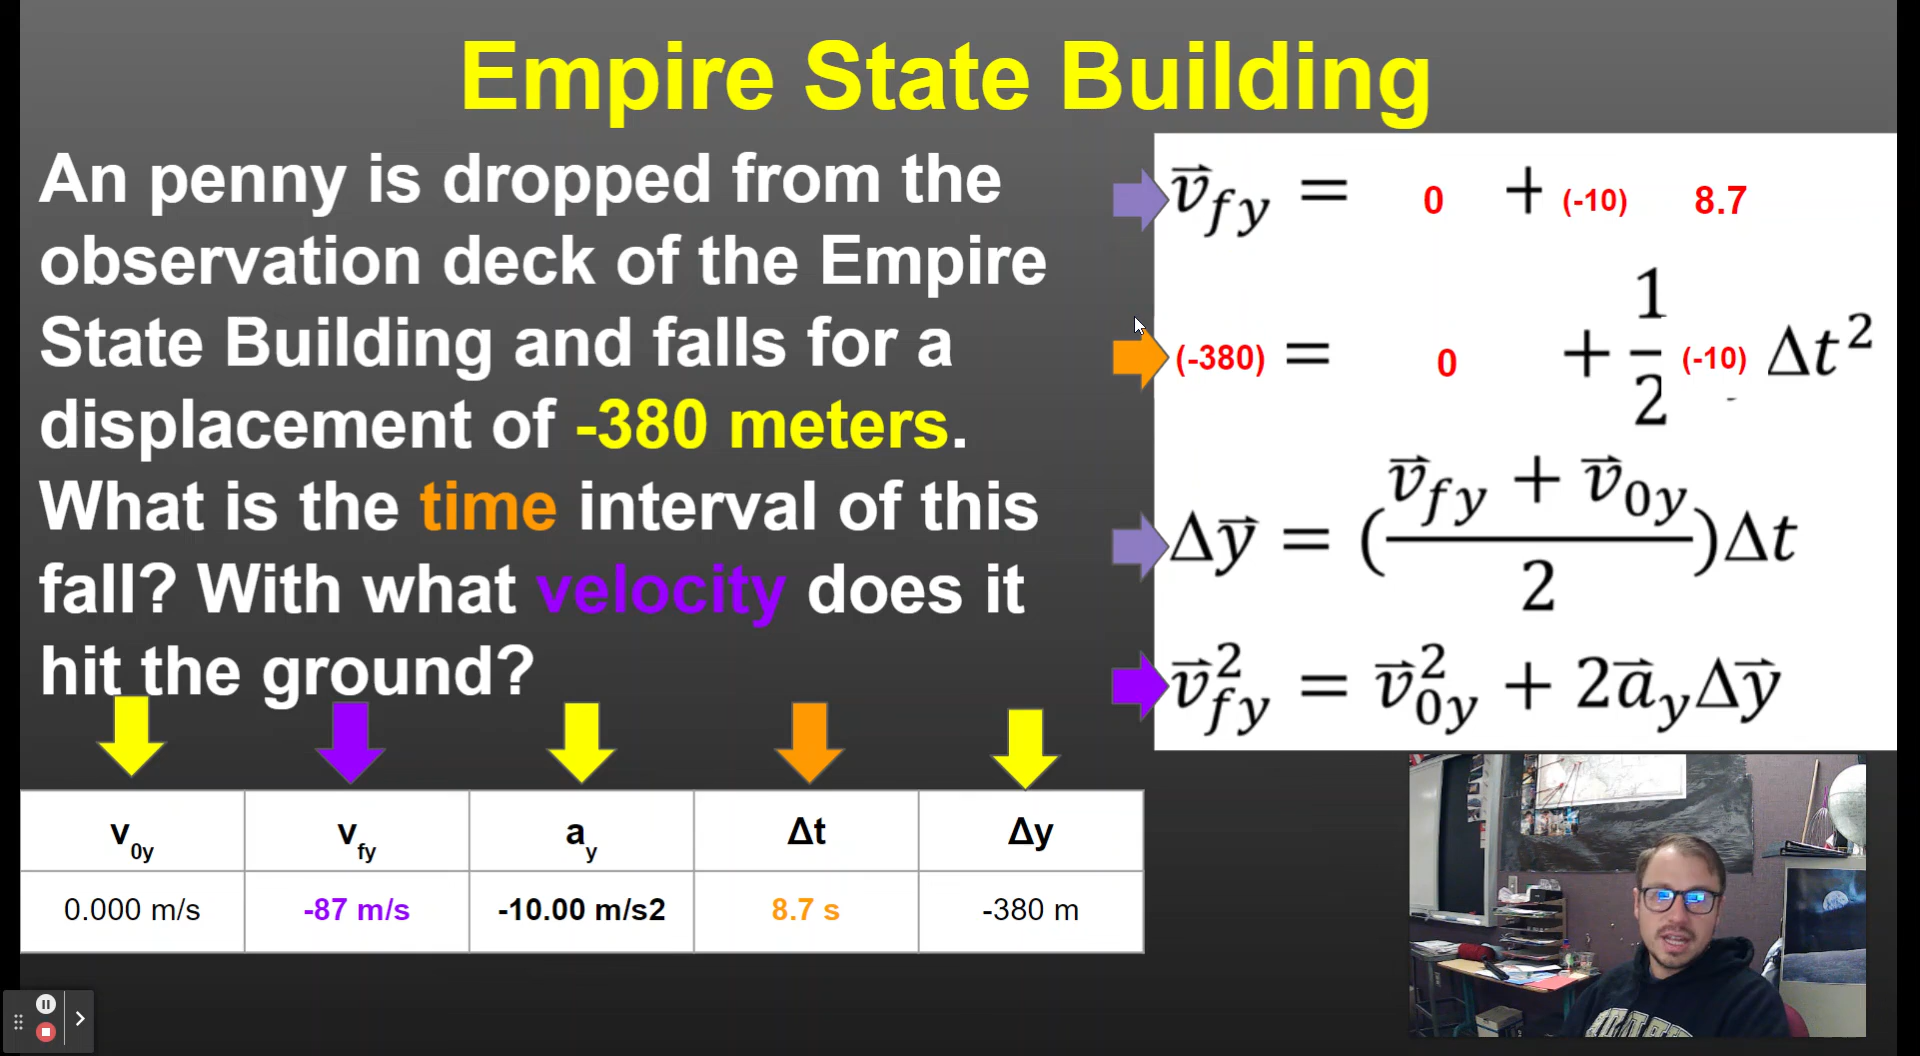 Empire State Building
An penny is dropped from the
observation deck of the Empire
State Building and falls for a
displacement of -380 meters.
What is the time interval of this
fall? With what velocity does it
hit the ground?
v⃗fy = 0 + (-10) 8.7
(-380) = 0 + 1/2 (-10) Δt²
Δy⃗ = ((v⃗fy + v⃗0y)/2)Δt
v⃗²fy = v⃗²0y + 2a⃗yΔy⃗
v0y vfy ay Δt Δy
0.000 m/s -87 m/s -10.00 m/s2 8.7 s -380 m